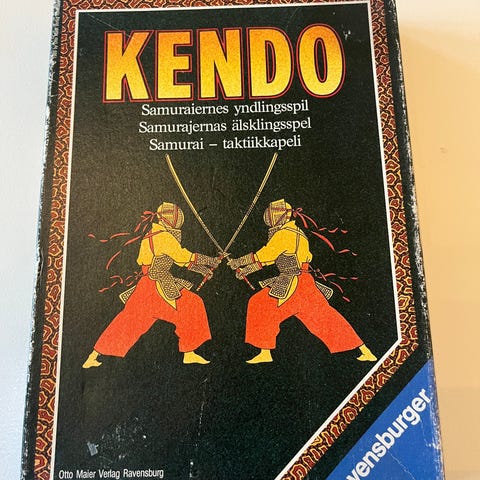 KENDO
Samuraiernes yndlingsspil
Samurajernas älsklingsspel
Samurai – taktiikkapeli
Otto Maier Verlag Ravensburg
Ravensburger